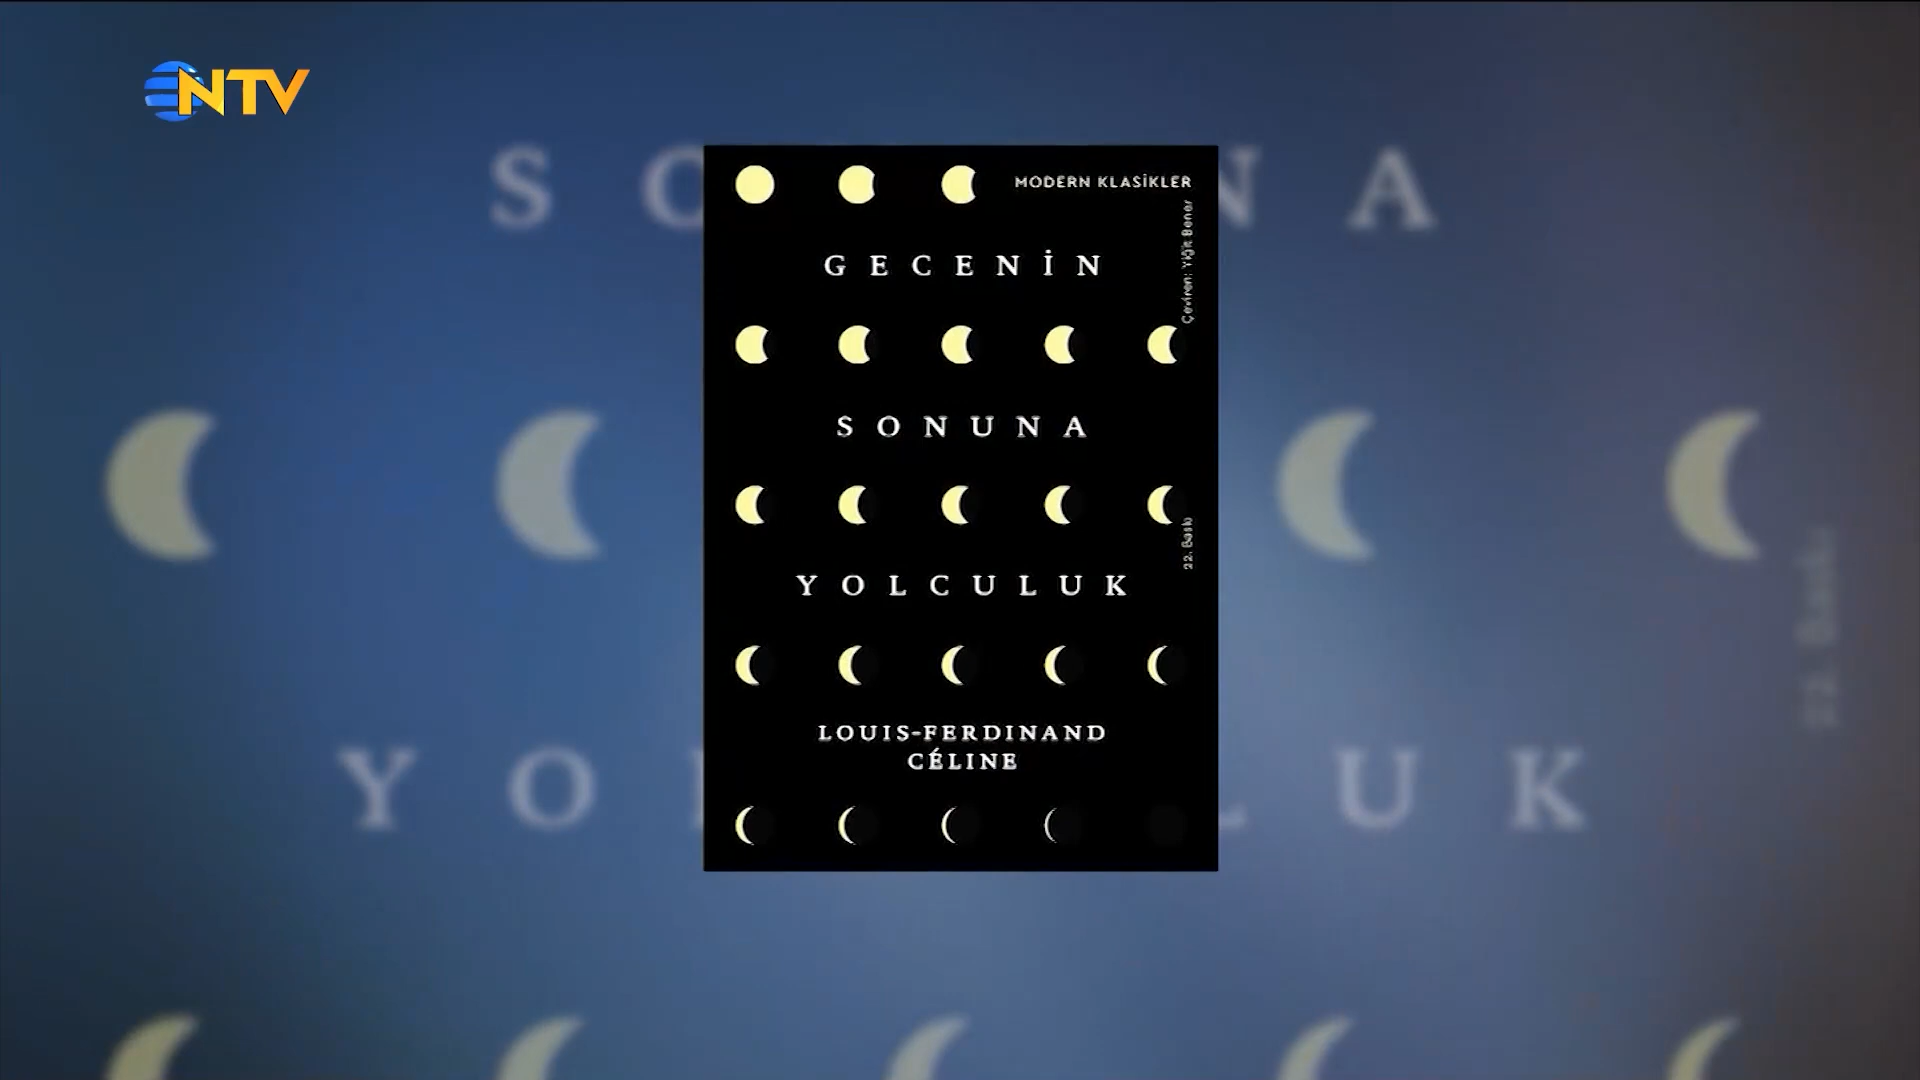 NTV
MODERN KLASİKLER
Çeviren: Yiğit Bener
GECENİN
SONUNA
22. Baskı
YOLCULUK
LOUIS-FERDINAND
CÉLINE